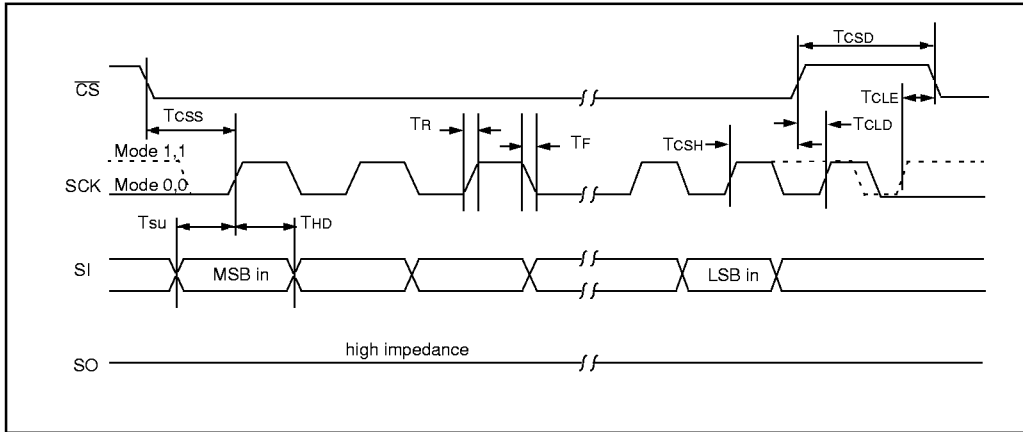 TCSD
CS
TCLE
TCSS
TR
TF
TCSH
TCLD
Mode 1,1
SCK
Mode 0,0
Tsu
THD
SI
MSB in
LSB in
high impedance
SO